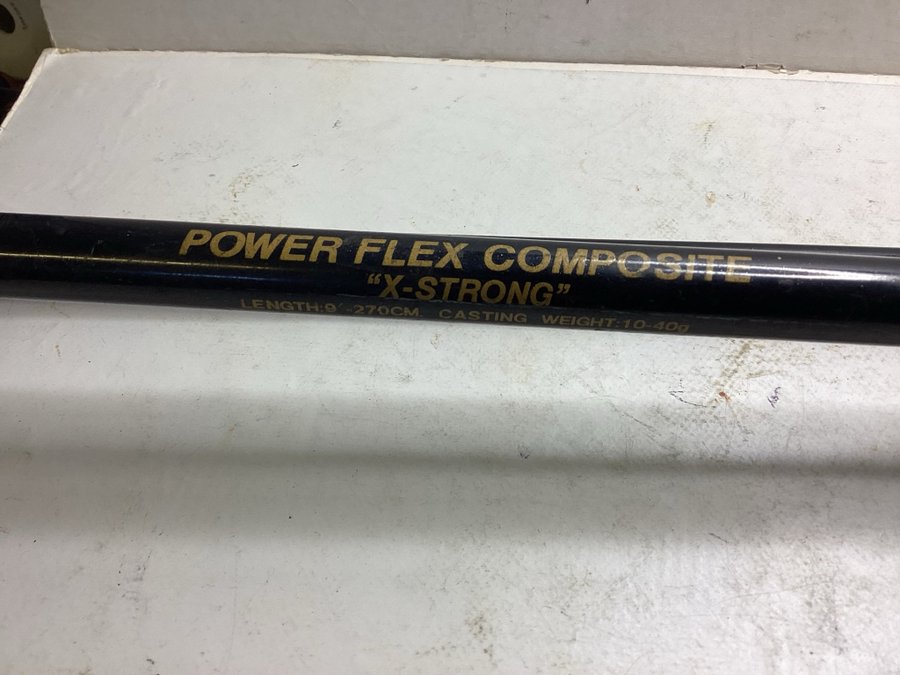 POWER FLEX COMPOSITE
“X-STRONG”
LENGTH:9'-270CM. CASTING WEIGHT:10-40g